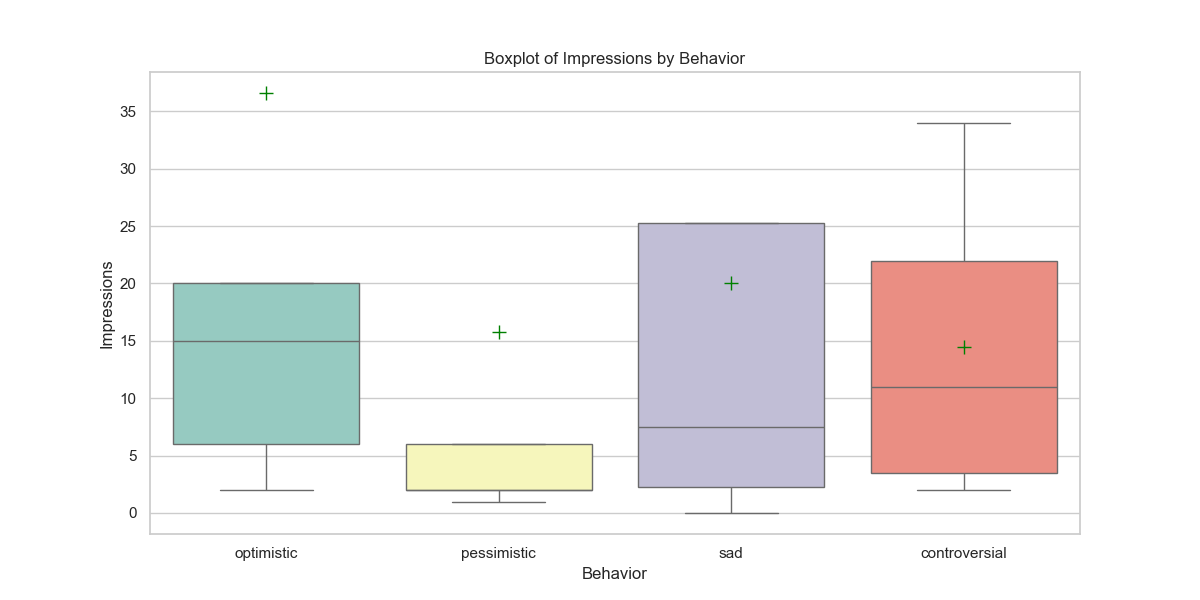 Boxplot of Impressions by Behavior
35
30
25
20
15
10
5
0
Impressions
optimistic pessimistic sad controversial
Behavior